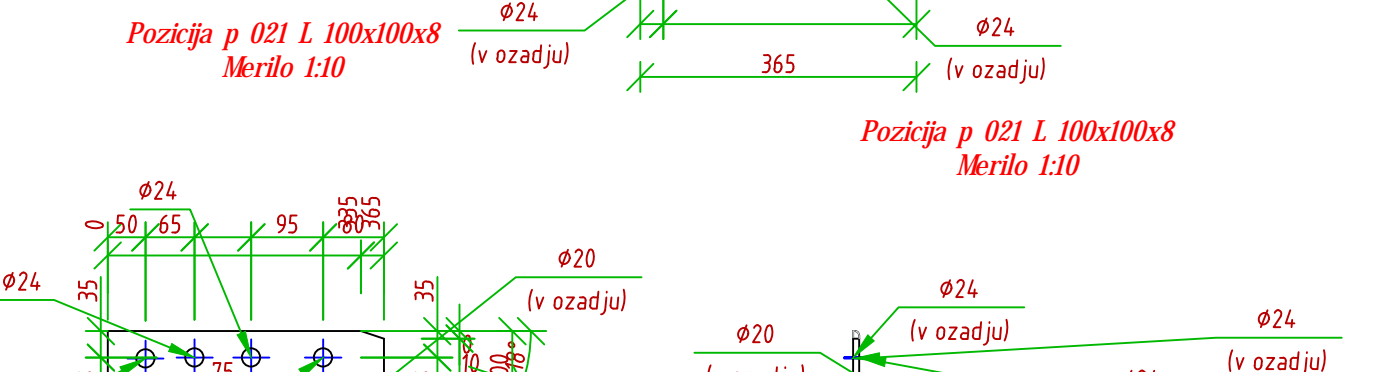 ø24
(v ozadju)
Pozicija p 021 L 100x100x8
Merilo 1:10
365
ø24
(v ozadju)
Pozicija p 021 L 100x100x8
Merilo 1:10
ø24
0
50
65
95
80
335
365
ø24
35
35
ø20
(v ozadju)
75
10
ø20
ø24
(v ozadju)
ø24
(v ozadju)